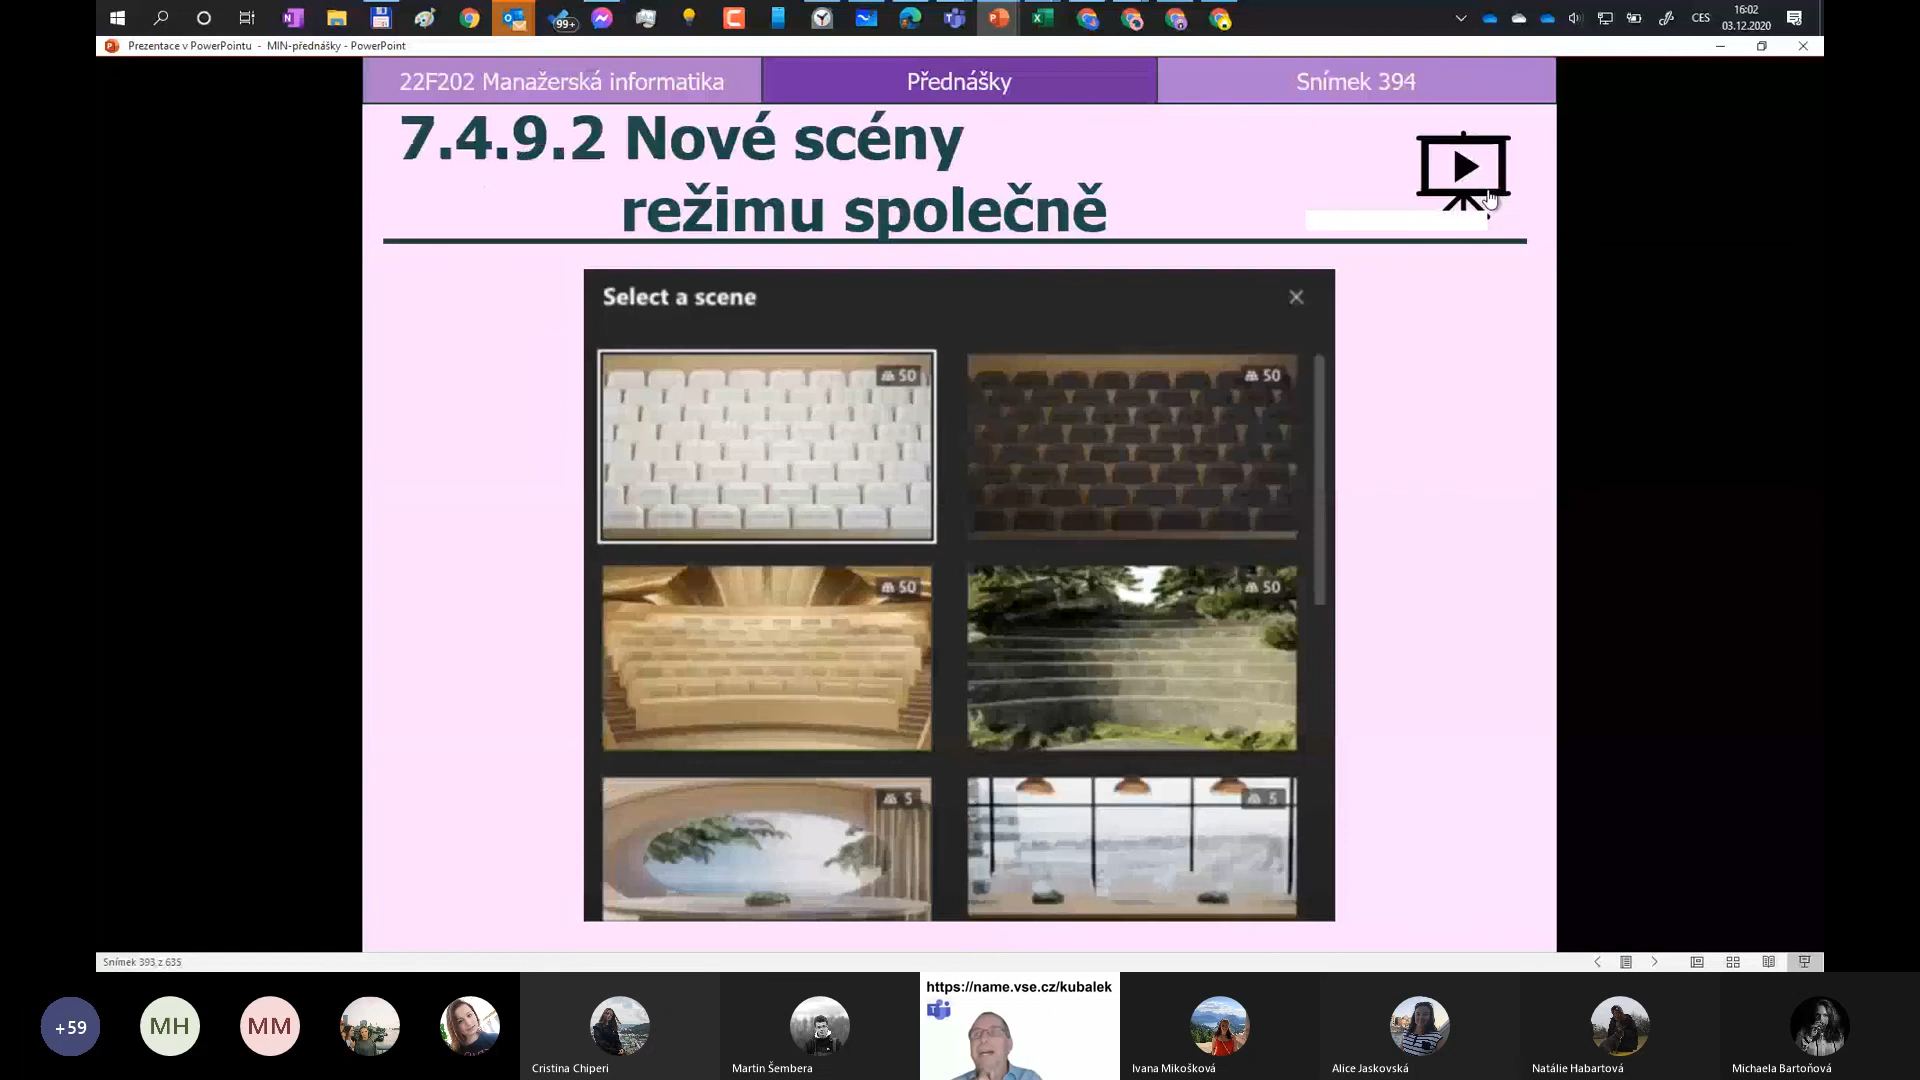 99+
CES
16:02
03.12.2020
Prezentace v PowerPointu - MIN-přednášky - PowerPoint
22F202 Manažerská informatika
Přednášky
Snímek 394
7.4.9.2 Nové scény
režimu společně
Select a scene
50
50
50
50
5
5
Snímek 393 z 635
https://name.vse.cz/kubalek
+59
MH
MM
Cristina Chiperi
Martin Šembera
Ivana Mikošková
Alice Jaskovská
Natálie Habartová
Michaela Bartoňová